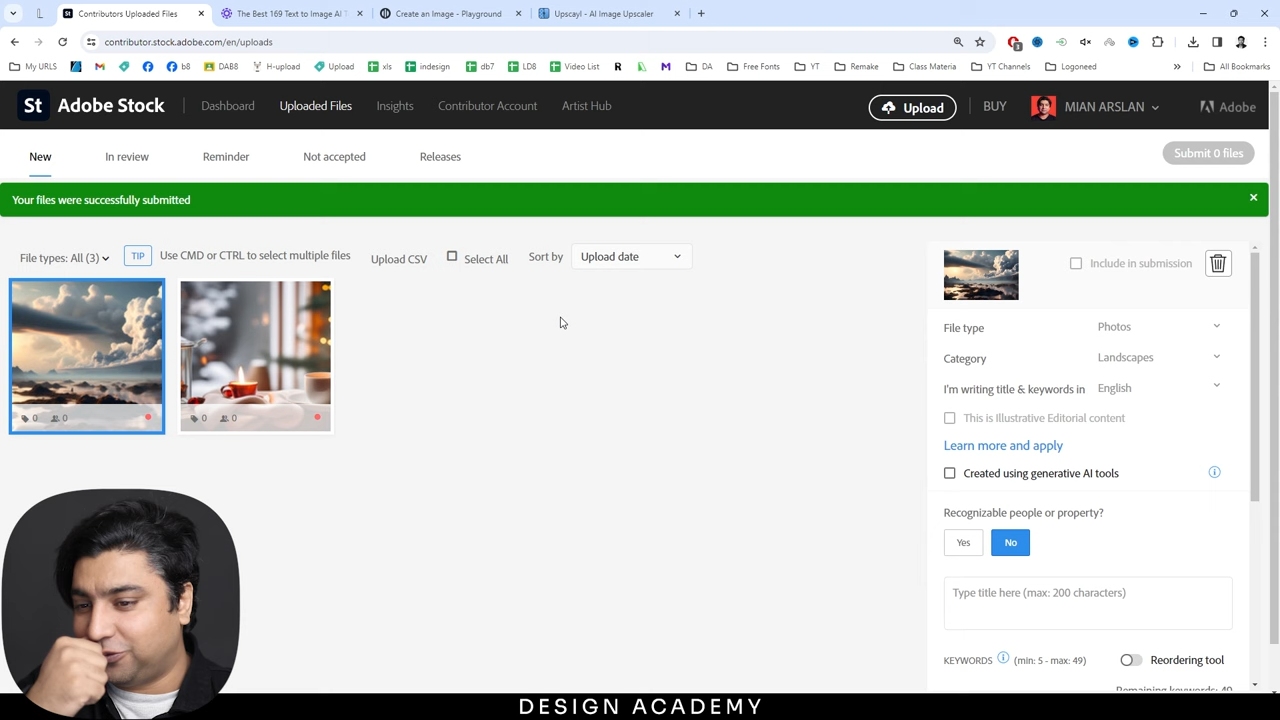 Contributors Uploaded Files
The Best 169 Text to Image AI T
Create an Image - Playground
Upscayl - AI Image Upscaler
contributor.stock.adobe.com/en/uploads
My URLS
b8
DAB8
H-upload
Upload
xls
indesign
db7
LD8
Video List
DA
Free Fonts
YT
Remake
Class Materia
YT Channels
Logoneed
All Bookmarks
St Adobe Stock
Dashboard
Uploaded Files
Insights
Contributor Account
Artist Hub
Upload
BUY
MIAN ARSLAN
Adobe
New
In review
Reminder
Not accepted
Releases
Submit 0 files
Your files were successfully submitted
File types: All (3)
TIP
Use CMD or CTRL to select multiple files
Upload CSV
Select All
Sort by
Upload date
0 0
0 0
Include in submission
File type Photos
Category Landscapes
I'm writing title & keywords in English
This is Illustrative Editorial content
Learn more and apply
Created using generative AI tools
Recognizable people or property?
Yes No
Type title here (max: 200 characters)
KEYWORDS (min: 5 - max: 49) Reordering tool
Remaining keywords: 49
DESIGN ACADEMY